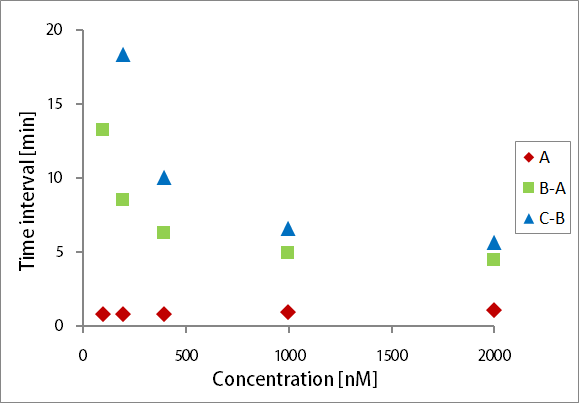 20
15
10
5
0
Time interval [min]
0 500 1000 1500 2000
Concentration [nM]
A
B-A
C-B